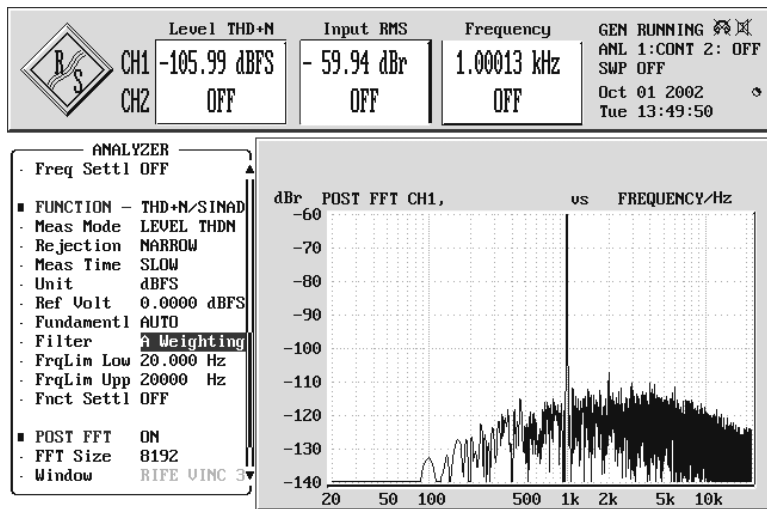 Level THD+N Input RMS Frequency
R&S
CH1 -105.99 dBFS - 59.94 dBr 1.00013 kHz
CH2 OFF OFF OFF
GEN RUNNING
ANL 1:CONT 2: OFF
SWP OFF
Oct 01 2002
Tue 13:49:50
ANALYZER
Freq Settl OFF
FUNCTION - THD+N/SINAD
Meas Mode LEVEL THDN
Rejection NARROW
Meas Time SLOW
Unit dBFS
Ref Volt 0.0000 dBFS
Fundamentl AUTO
Filter A Weighting
FrqLim Low 20.000 Hz
FrqLim Upp 20000 Hz
Fnct Settl OFF
POST FFT ON
FFT Size 8192
Window RIFE VINC 3
dBr POST FFT CH1, vs FREQUENCY/Hz
-60
-70
-80
-90
-100
-110
-120
-130
-140
20 50 100 500 1k 2k 5k 10k